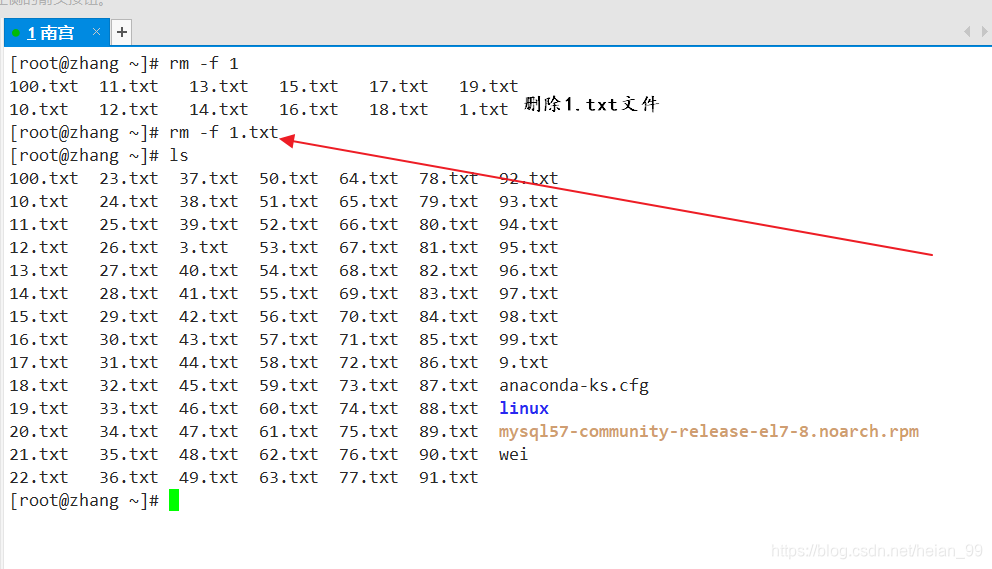 1 南宫 × +
[root@zhang ~]# rm -f 1
100.txt 11.txt 13.txt 15.txt 17.txt 19.txt
10.txt 12.txt 14.txt 16.txt 18.txt 1.txt 删除1.txt文件
[root@zhang ~]# rm -f 1.txt
[root@zhang ~]# ls
100.txt 23.txt 37.txt 50.txt 64.txt 78.txt 92.txt
10.txt 24.txt 38.txt 51.txt 65.txt 79.txt 93.txt
11.txt 25.txt 39.txt 52.txt 66.txt 80.txt 94.txt
12.txt 26.txt 3.txt 53.txt 67.txt 81.txt 95.txt
13.txt 27.txt 40.txt 54.txt 68.txt 82.txt 96.txt
14.txt 28.txt 41.txt 55.txt 69.txt 83.txt 97.txt
15.txt 29.txt 42.txt 56.txt 70.txt 84.txt 98.txt
16.txt 30.txt 43.txt 57.txt 71.txt 85.txt 99.txt
17.txt 31.txt 44.txt 58.txt 72.txt 86.txt 9.txt
18.txt 32.txt 45.txt 59.txt 73.txt 87.txt anaconda-ks.cfg
19.txt 33.txt 46.txt 60.txt 74.txt 88.txt linux
20.txt 34.txt 47.txt 61.txt 75.txt 89.txt mysql57-community-release-el7-8.noarch.rpm
21.txt 35.txt 48.txt 62.txt 76.txt 90.txt wei
22.txt 36.txt 49.txt 63.txt 77.txt 91.txt
[root@zhang ~]#
https://blog.csdn.net/heian_99